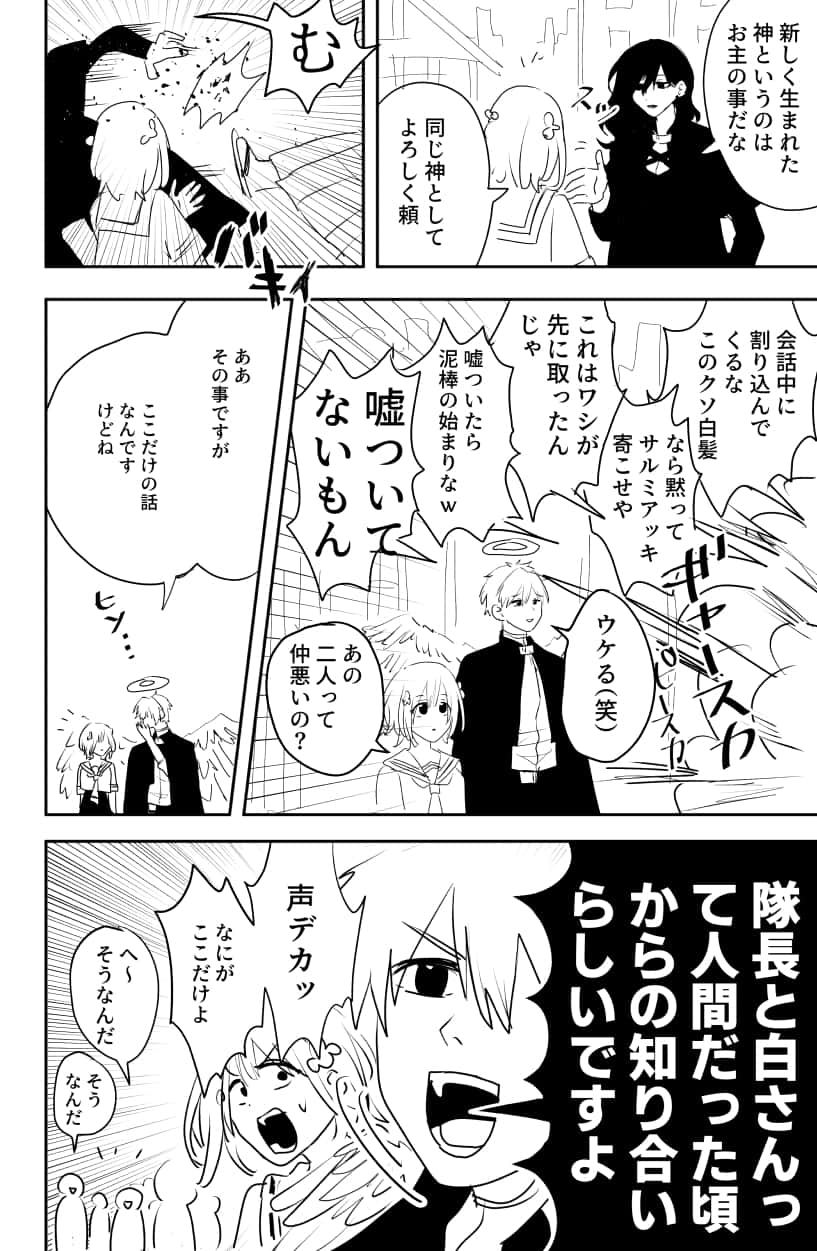 新しく生まれた
神というのは
お主の事だな
スッ
同じ神として
よろしく頼
む
バキィ
会話中に
割り込んで
くるな
このクソ白髪
なら黙って
サルミアッキ
寄こせや
これはワシが
先に取ったん
じゃ
嘘ついたら
泥棒の始まりなw
嘘ついて
ないもん
ギャースカ
ピースカ
ウケる(笑)
あの
二人って
仲悪いの?
ああ
その事ですが
ここだけの話
なんです
けどね
ヒソ…
隊長と白さんっ
て人間だった頃
からの知り合い
らしいですよ
声デカッ
なにが
ここだけよ
へ〜
そうなんだ
そう
なんだ